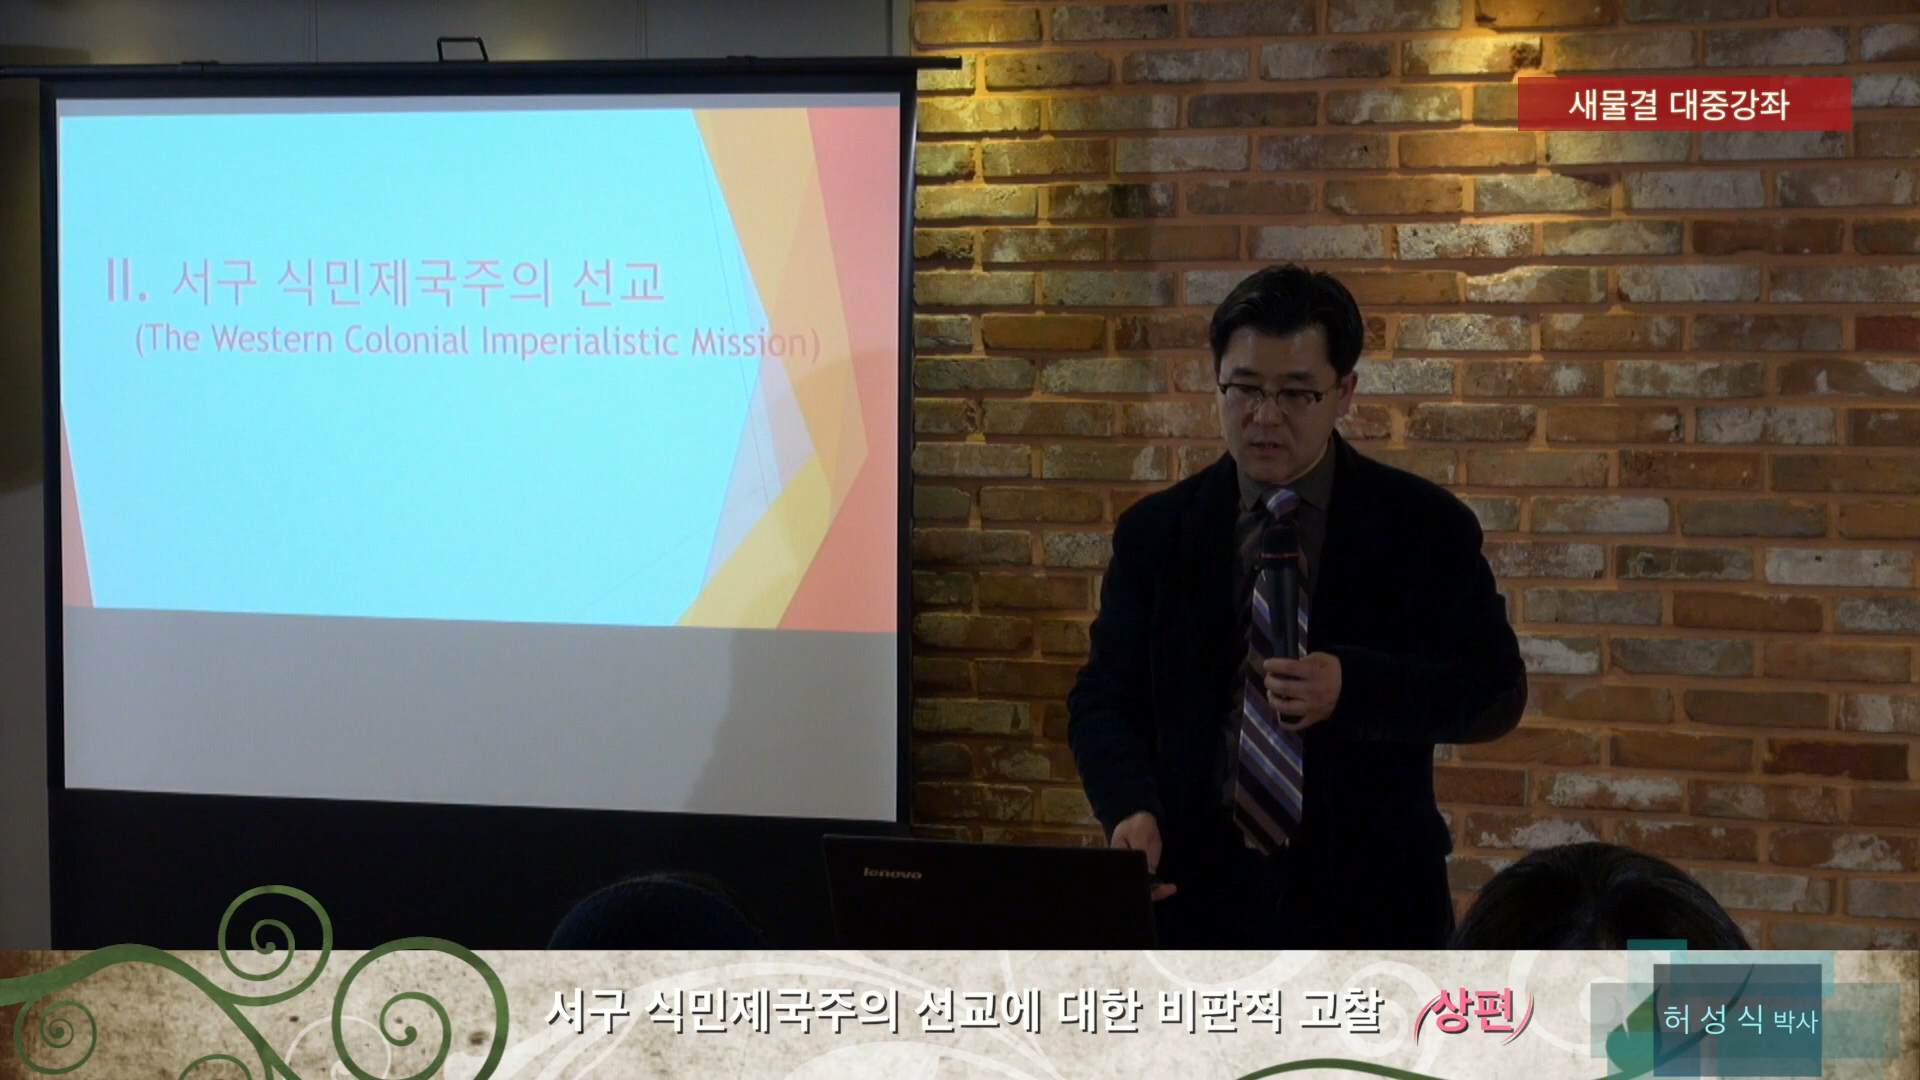 새물결 대중강좌
II. 서구 식민제국주의 선교
(The Western Colonial Imperialistic Mission)
lenovo
서구 식민제국주의 선교에 대한 비판적 고찰 (상편)
허성식 박사